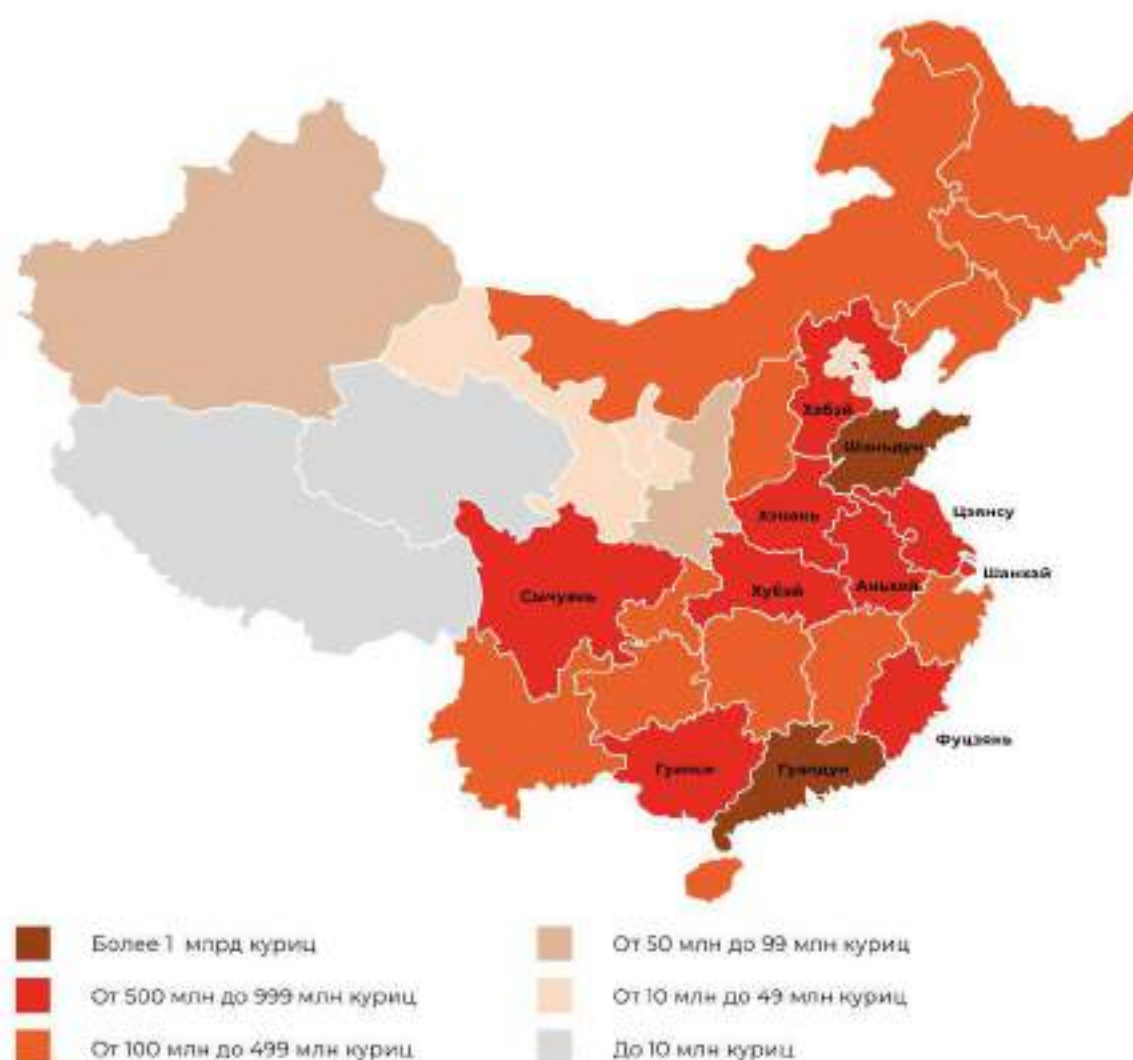 Хэбэй
Шаньдун
Хэнань
Цзянсу
Шанхай
Сычуань
Хубэй
Аньхой
Фуцзянь
Гуанси
Гуандун
Более 1 млрд куриц
От 500 млн до 999 млн куриц
От 100 млн до 499 млн куриц
От 50 млн до 99 млн куриц
От 10 млн до 49 млн куриц
До 10 млн куриц